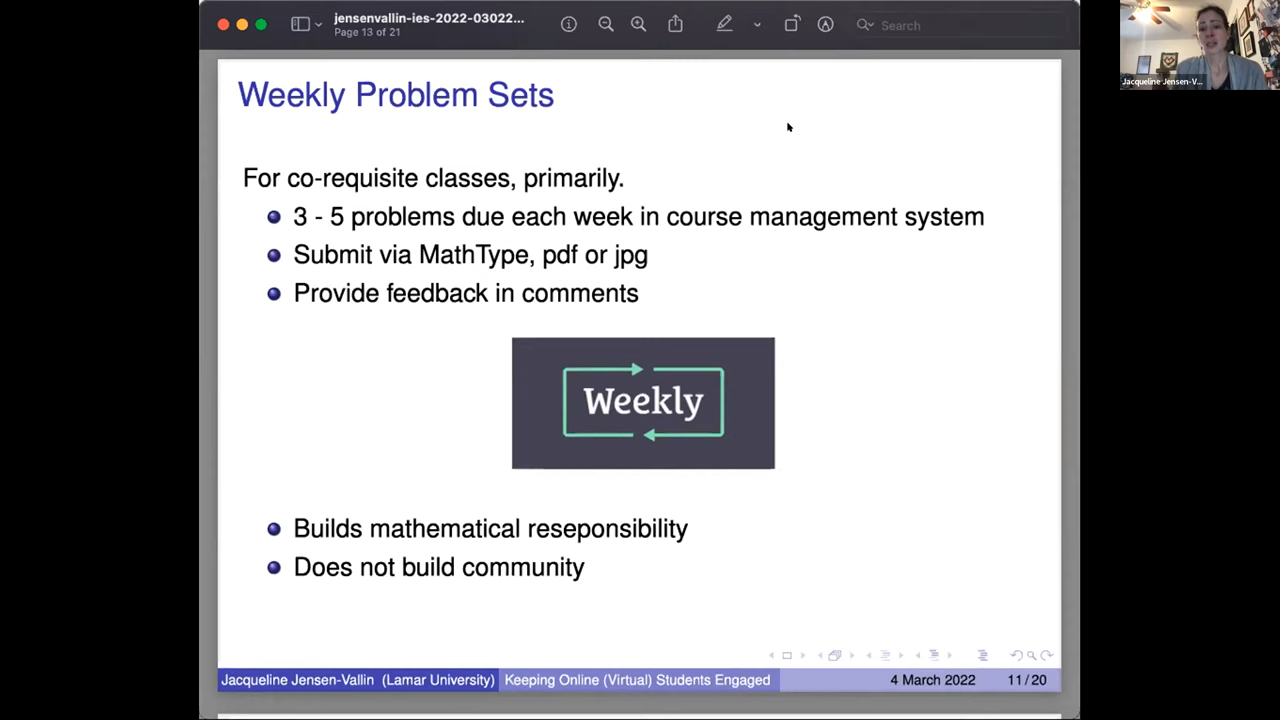 jensenvallin-ies-2022-03022...
Page 13 of 21
Search
Jacqueline Jensen-V...
Weekly Problem Sets
For co-requisite classes, primarily.
3 - 5 problems due each week in course management system
Submit via MathType, pdf or jpg
Provide feedback in comments
Weekly
Builds mathematical reseponsibility
Does not build community
Jacqueline Jensen-Vallin (Lamar University) Keeping Online (Virtual) Students Engaged 4 March 2022 11/20